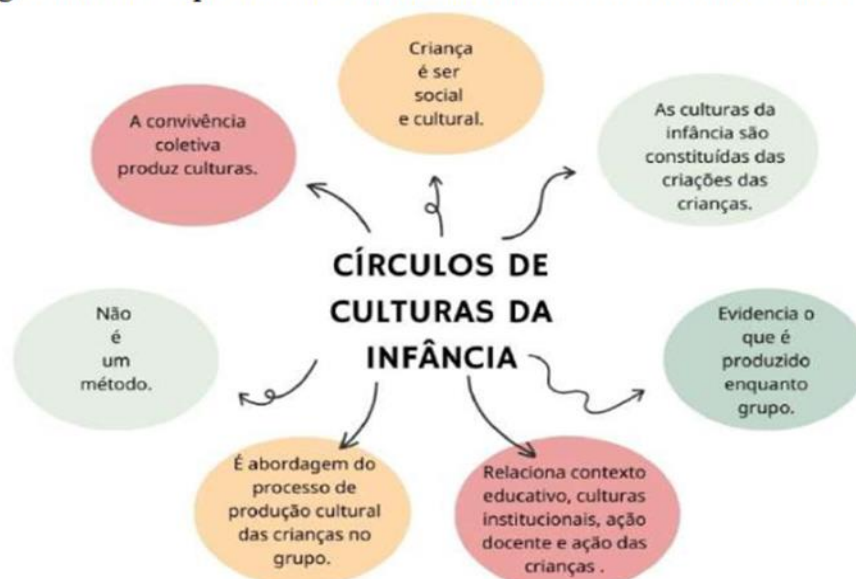 Criança
é ser
social
e cultural.
A convivência
coletiva
produz culturas.
As culturas da
infância são
constituídas das
criações das
crianças.
CÍRCULOS DE
CULTURAS DA
INFÂNCIA
Não
é
um
método.
Evidencia o
que é
produzido
enquanto
grupo.
É abordagem do
processo de
produção cultural
das crianças no
grupo.
Relaciona contexto
educativo, culturas
institucionais, ação
docente e ação das
crianças .